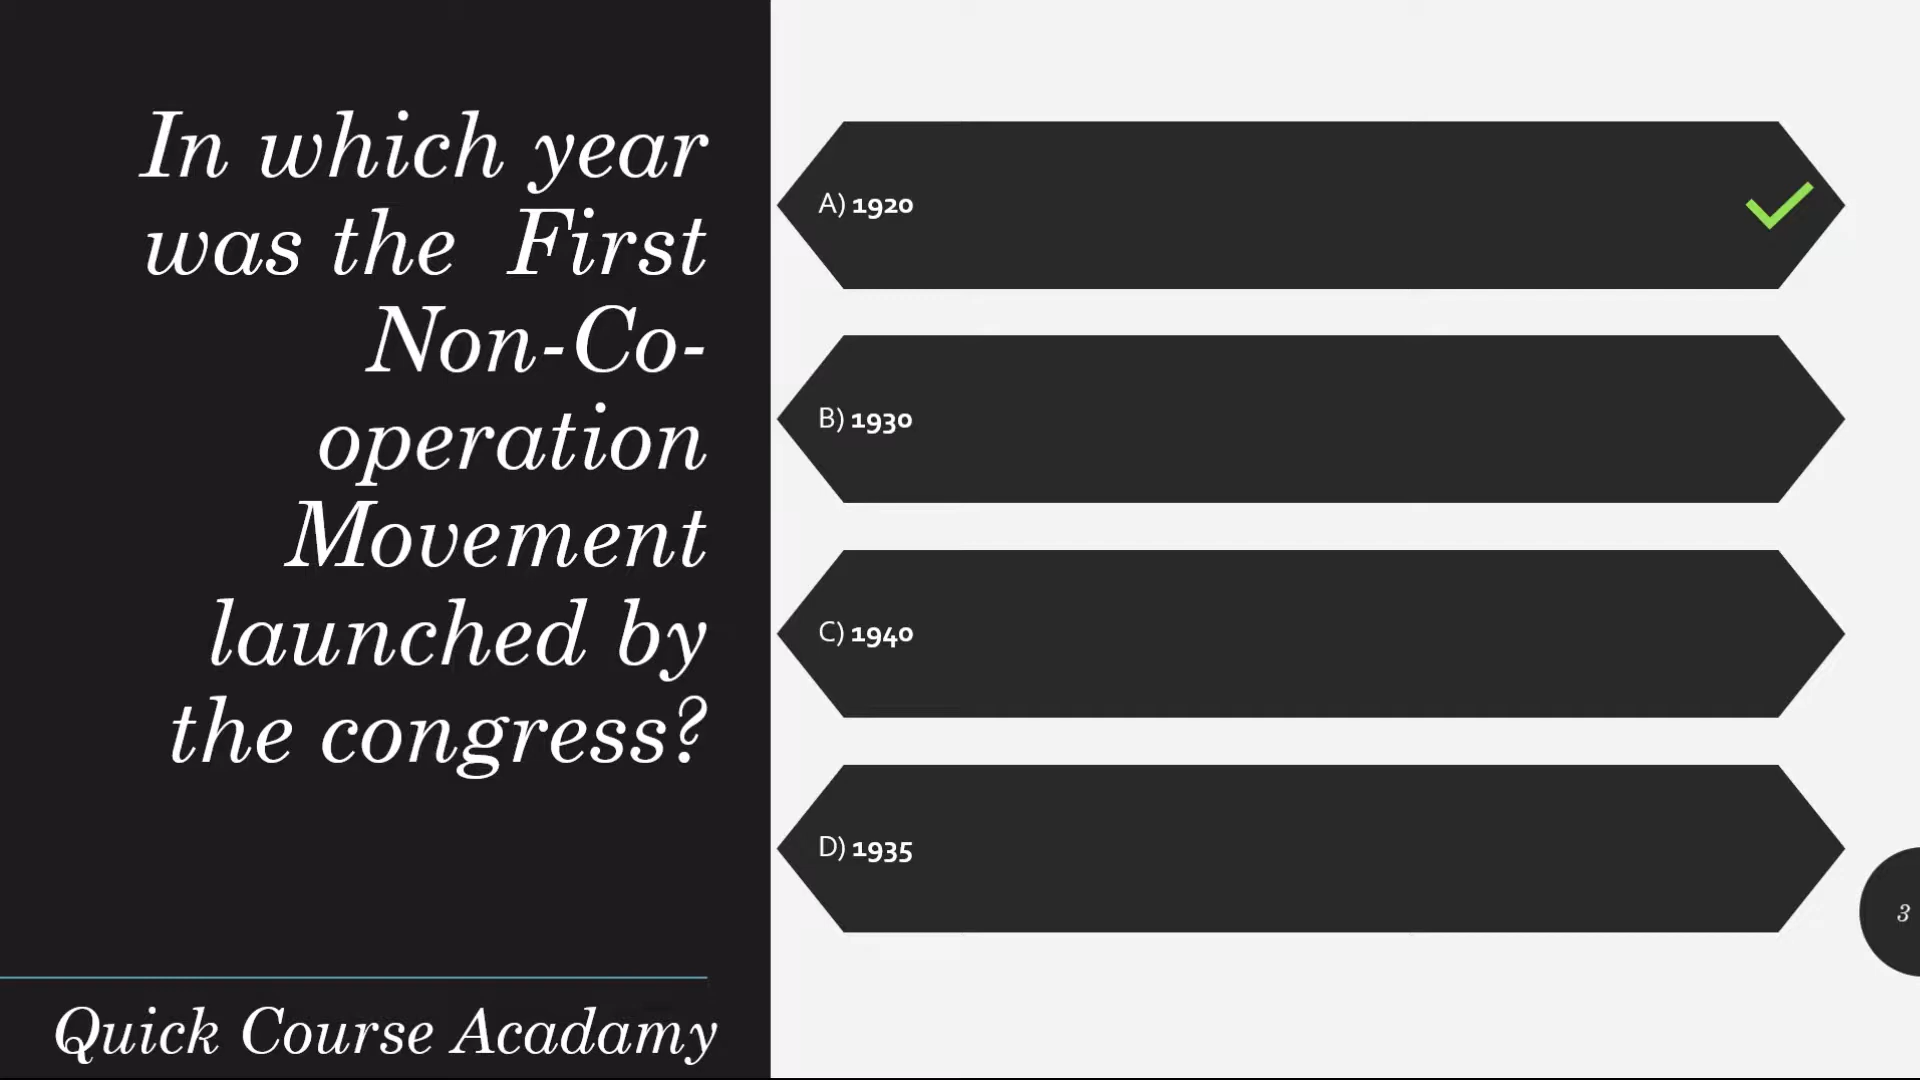 In which year
was the  First
Non-Co-
operation
Movement
launched by
the congress?
A) 1920
B) 1930
C) 1940
D) 1935
3
Quick Course Acadamy